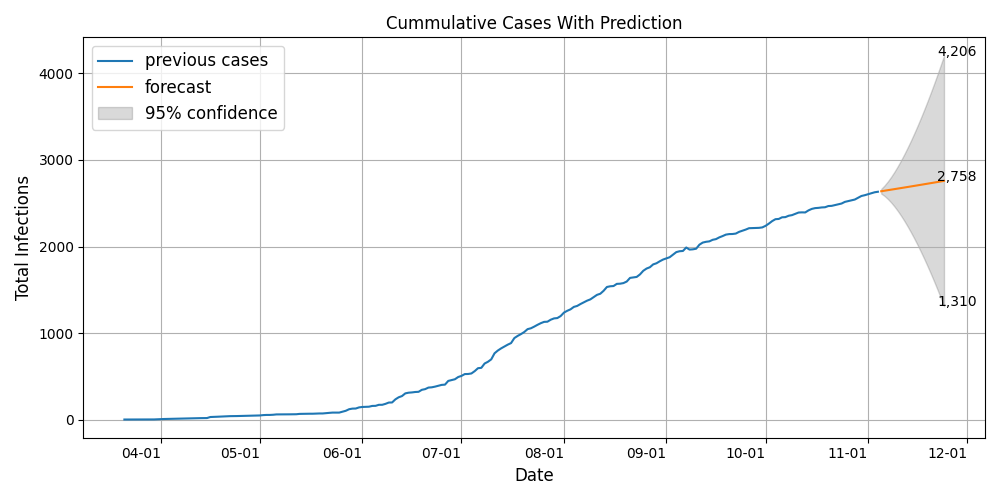 Cummulative Cases With Prediction
previous cases
forecast
95% confidence
4,206
2,758
1,310
Total Infections
4000
3000
2000
1000
0
04-01 05-01 06-01 07-01 08-01 09-01 10-01 11-01 12-01
Date